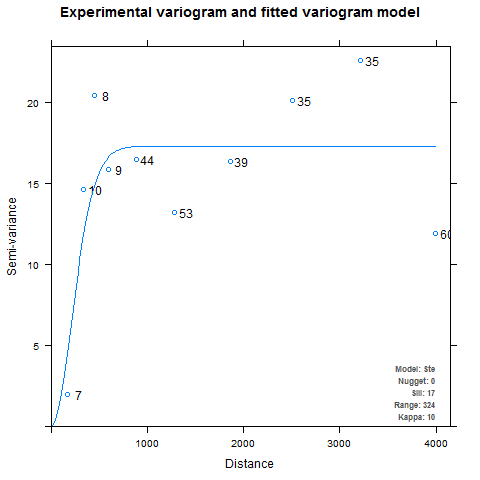 Experimental variogram and fitted variogram model
35
8
35
20
44
39
9
15
10
53
60
10
5
7
Semi-variance
Model: Ste
Nugget: 0
Sill: 17
Range: 324
Kappa: 10
1000 2000 3000 4000
Distance